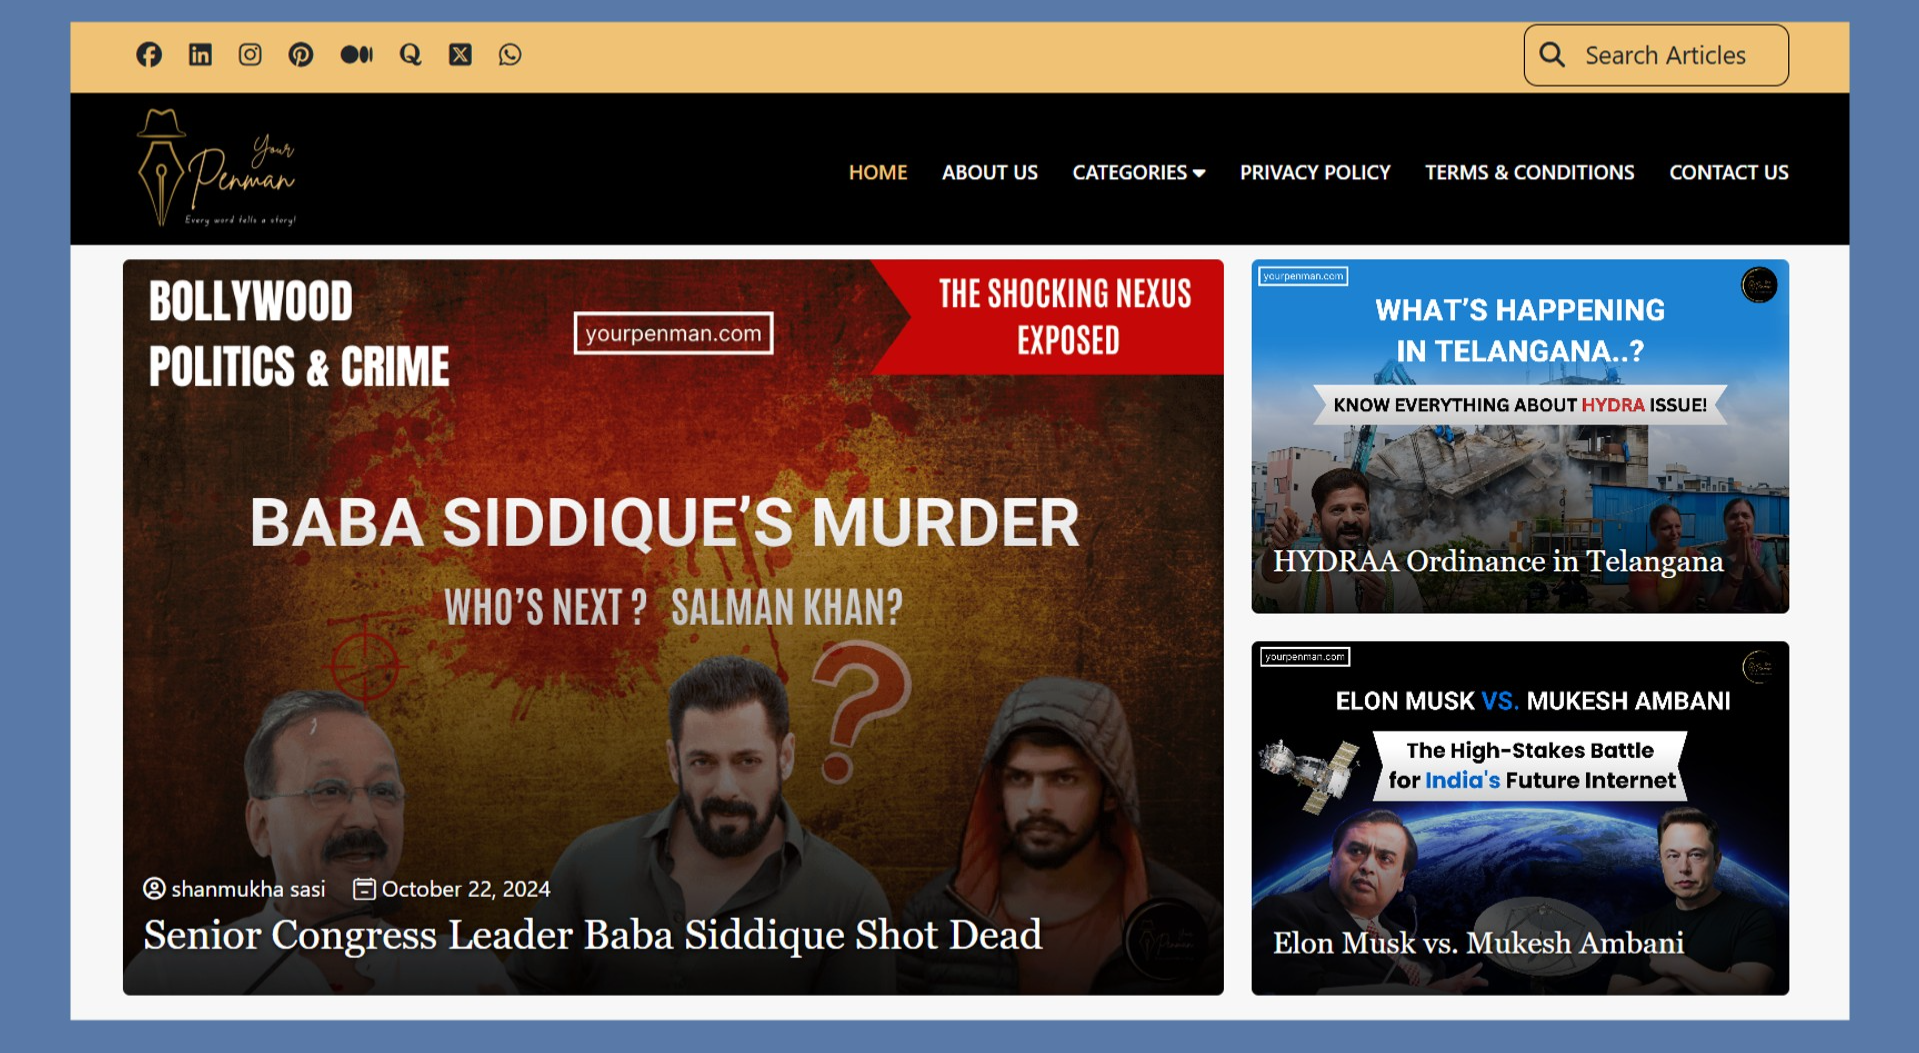 Search Articles
Your
Penman
Every word tells a story!
HOME
ABOUT US
CATEGORIES
PRIVACY POLICY
TERMS & CONDITIONS
CONTACT US
BOLLYWOOD
POLITICS & CRIME
yourpenman.com
THE SHOCKING NEXUS
EXPOSED
BABA SIDDIQUE'S MURDER
WHO'S NEXT ? SALMAN KHAN?
shanmukha sasi
October 22, 2024
Senior Congress Leader Baba Siddique Shot Dead
yourpenman.com
WHAT'S HAPPENING
IN TELANGANA..?
KNOW EVERYTHING ABOUT HYDRA ISSUE!
HYDRAA Ordinance in Telangana
yourpenman.com
ELON MUSK VS. MUKESH AMBANI
The High-Stakes Battle
for India's Future Internet
Elon Musk vs. Mukesh Ambani